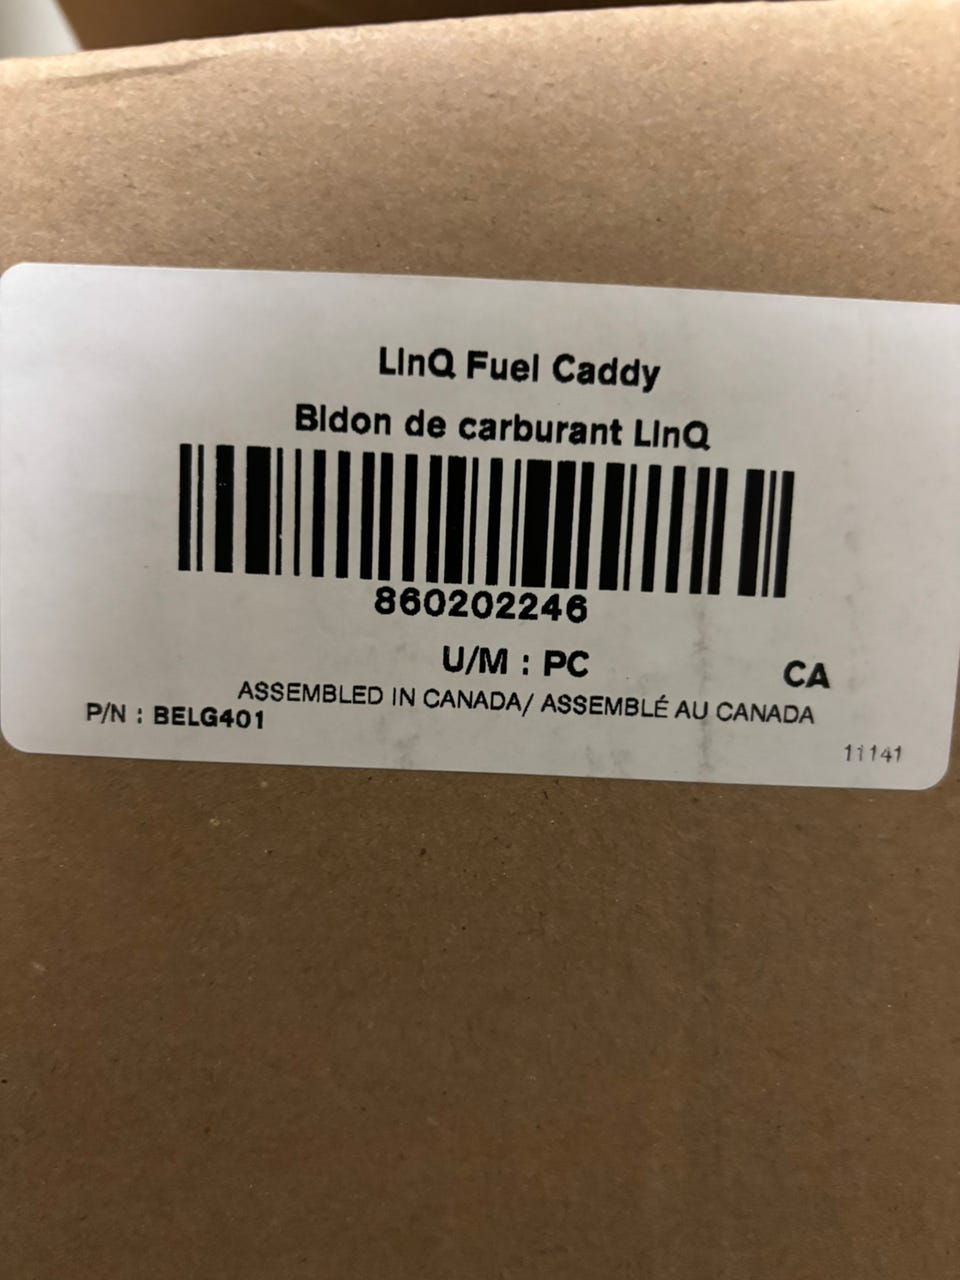 LinQ Fuel Caddy
Bidon de carburant LinQ
860202246
U/M : PC
CA
ASSEMBLED IN CANADA/ ASSEMBLÉ AU CANADA
P/N : BELG401
11141